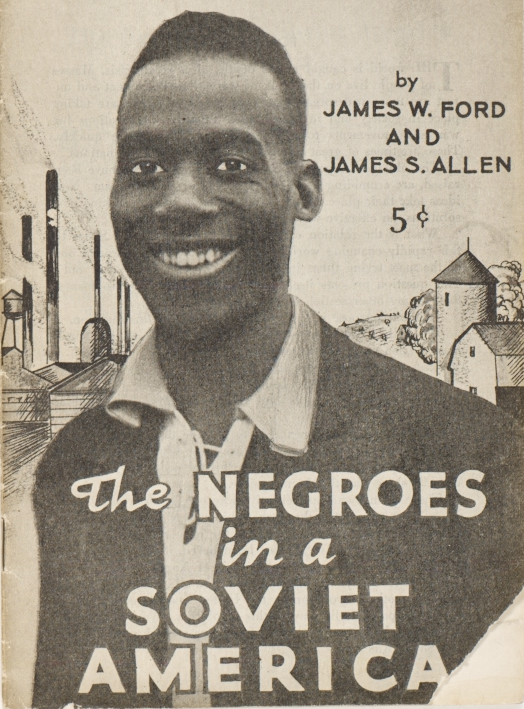 by
JAMES W. FORD
AND
JAMES S. ALLEN
5¢
The NEGROES
in a
SOVIET
AMERICA